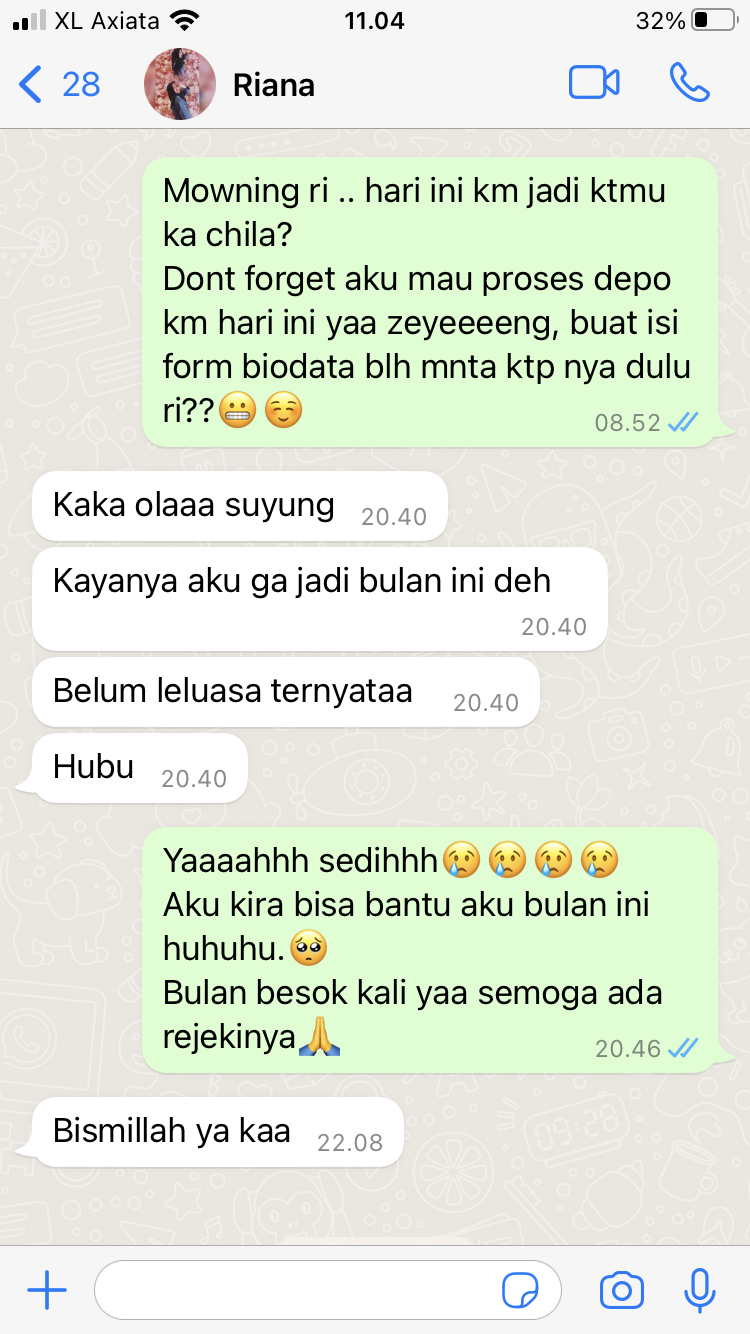 XL Axiata 11.04 32%
28 Riana
Mowning ri .. hari ini km jadi ktmu
ka chila?
Dont forget aku mau proses depo
km hari ini yaa zeyeeeeng, buat isi
form biodata blh mnta ktp nya dulu
ri??😬 ☺️
08.52
Kaka olaaa suyung 20.40
Kayanya aku ga jadi bulan ini deh
20.40
Belum leluasa ternyataa 20.40
Hubu 20.40
Yaaaahhh sedihhh😢 😢 😢 😢
Aku kira bisa bantu aku bulan ini
huhuhu.🥺
Bulan besok kali yaa semoga ada
rejekinya🙏
20.46
Bismillah ya kaa 22.08
09:28